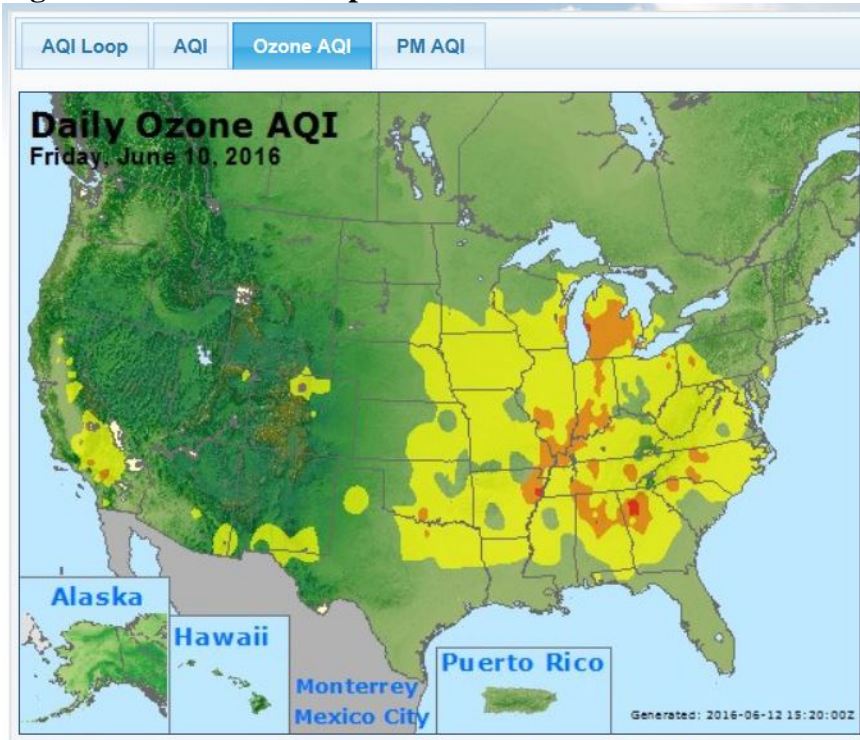 AQI Loop AQI Ozone AQI PM AQI
Daily Ozone AQI
Friday, June 10, 2016
Alaska
Hawaii
Puerto Rico
Monterrey
Mexico City
Generated: 2016-06-12 15:20:00Z